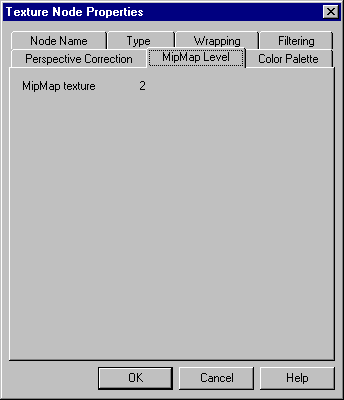 Texture Node Properties
Node Name Type Wrapping Filtering
Perspective Correction MipMap Level Color Palette
MipMap texture 2
OK Cancel Help